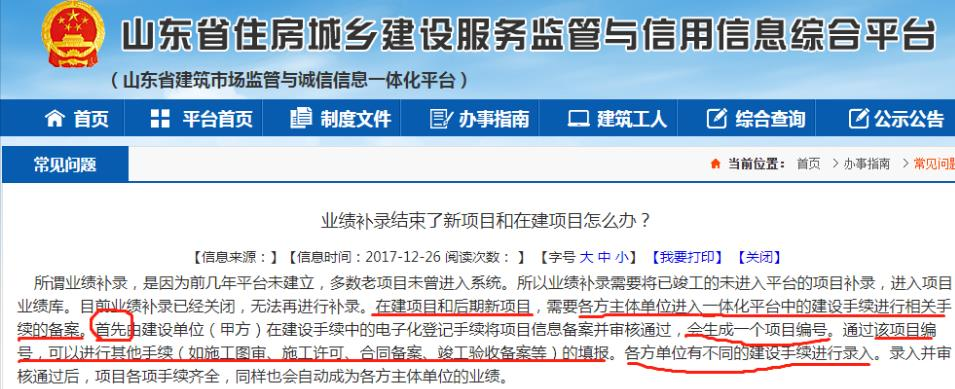 山东省住房城乡建设服务监管与信用信息综合平台
（山东省建筑市场监管与诚信信息一体化平台）
首页 平台首页 制度文件 办事指南 建筑工人 综合查询 公示公告
常见问题 当前位置： 首页 > 办事指南 > 常见问题
业绩补录结束了新项目和在建项目怎么办？
【信息来源： 】【信息时间：2017-12-26 阅读次数： 】【字号 大 中 小】【我要打印】【关闭】
所谓业绩补录，是因为前几年平台未建立，多数老项目未曾进入系统。所以业绩补录需要将已竣工的未进入平台的项目补录，进入项目
业绩库。目前业绩补录已经关闭，无法再进行补录。在建项目和后期新项目，需要各方主体单位进入一体化平台中的建设手续进行相关手
续的备案。首先由建设单位（甲方）在建设手续中的电子化登记手续将项目信息备案并审核通过，会生成一个项目编号。通过该项目编
号，可以进行其他手续（如施工图审、施工许可、合同备案、竣工验收备案等）的填报。各方单位有不同的建设手续进行录入。录入并审
核通过后，项目各项手续齐全，同样也会自动成为各方主体单位的业绩。